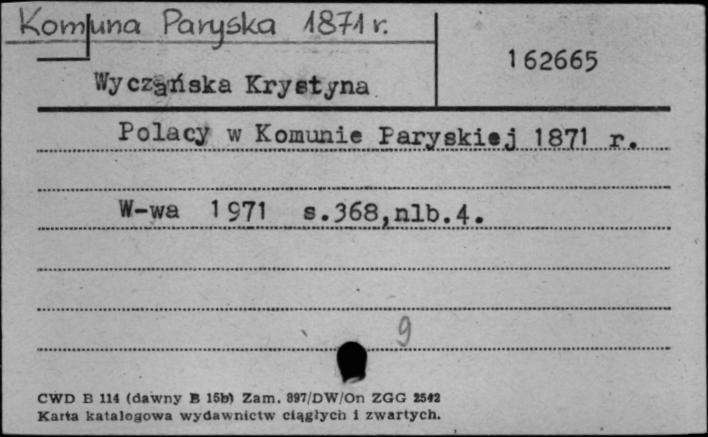 Komuna Paryska 1871 r.
162665
Wyczańska Krystyna
Polacy w Komunie Paryskiej 1871 r.
W-wa 1971 s.368,nlb.4.
9
CWD B 114 (dawny B 15b) Zam. 897/DW/On ZGG 2542
Karta katalogowa wydawnictw ciągłych i zwartych.